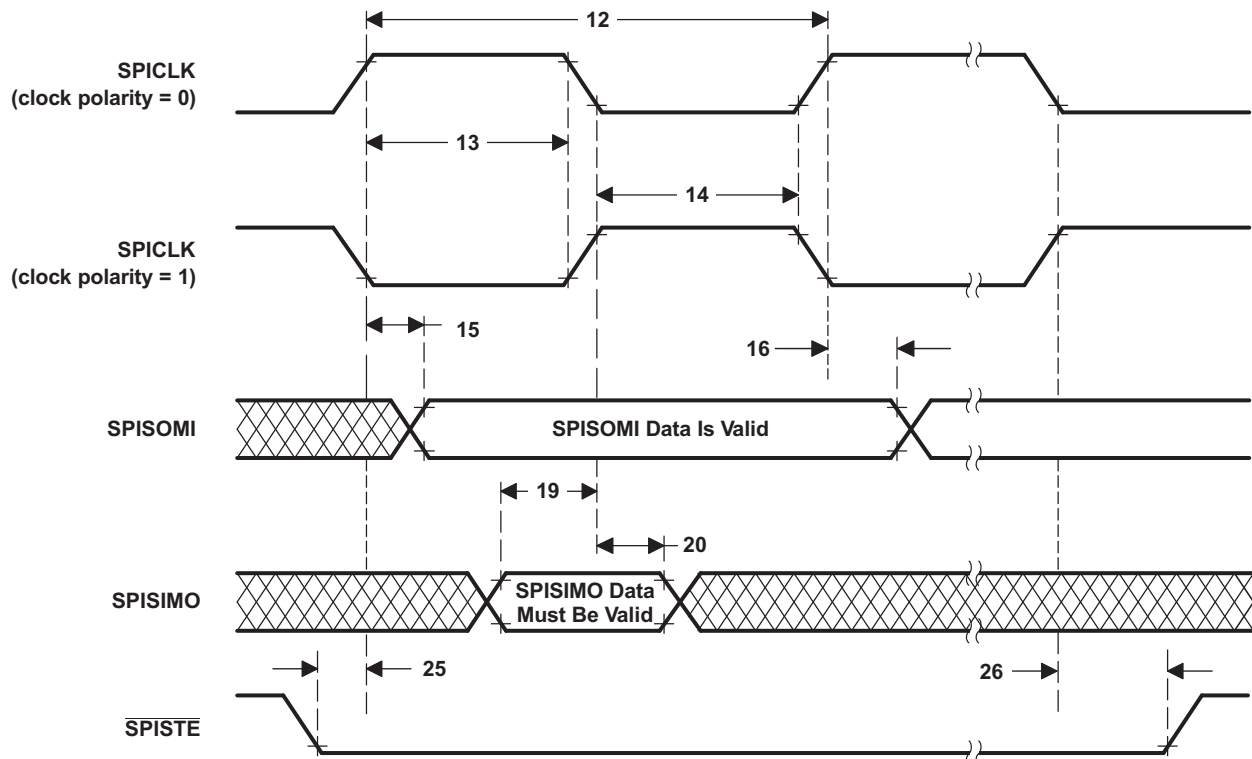 12
SPICLK
(clock polarity = 0)
13
14
SPICLK
(clock polarity = 1)
15
16
SPISOMI
SPISOMI Data Is Valid
19
20
SPISIMO
SPISIMO Data
Must Be Valid
25
26
SPISTE